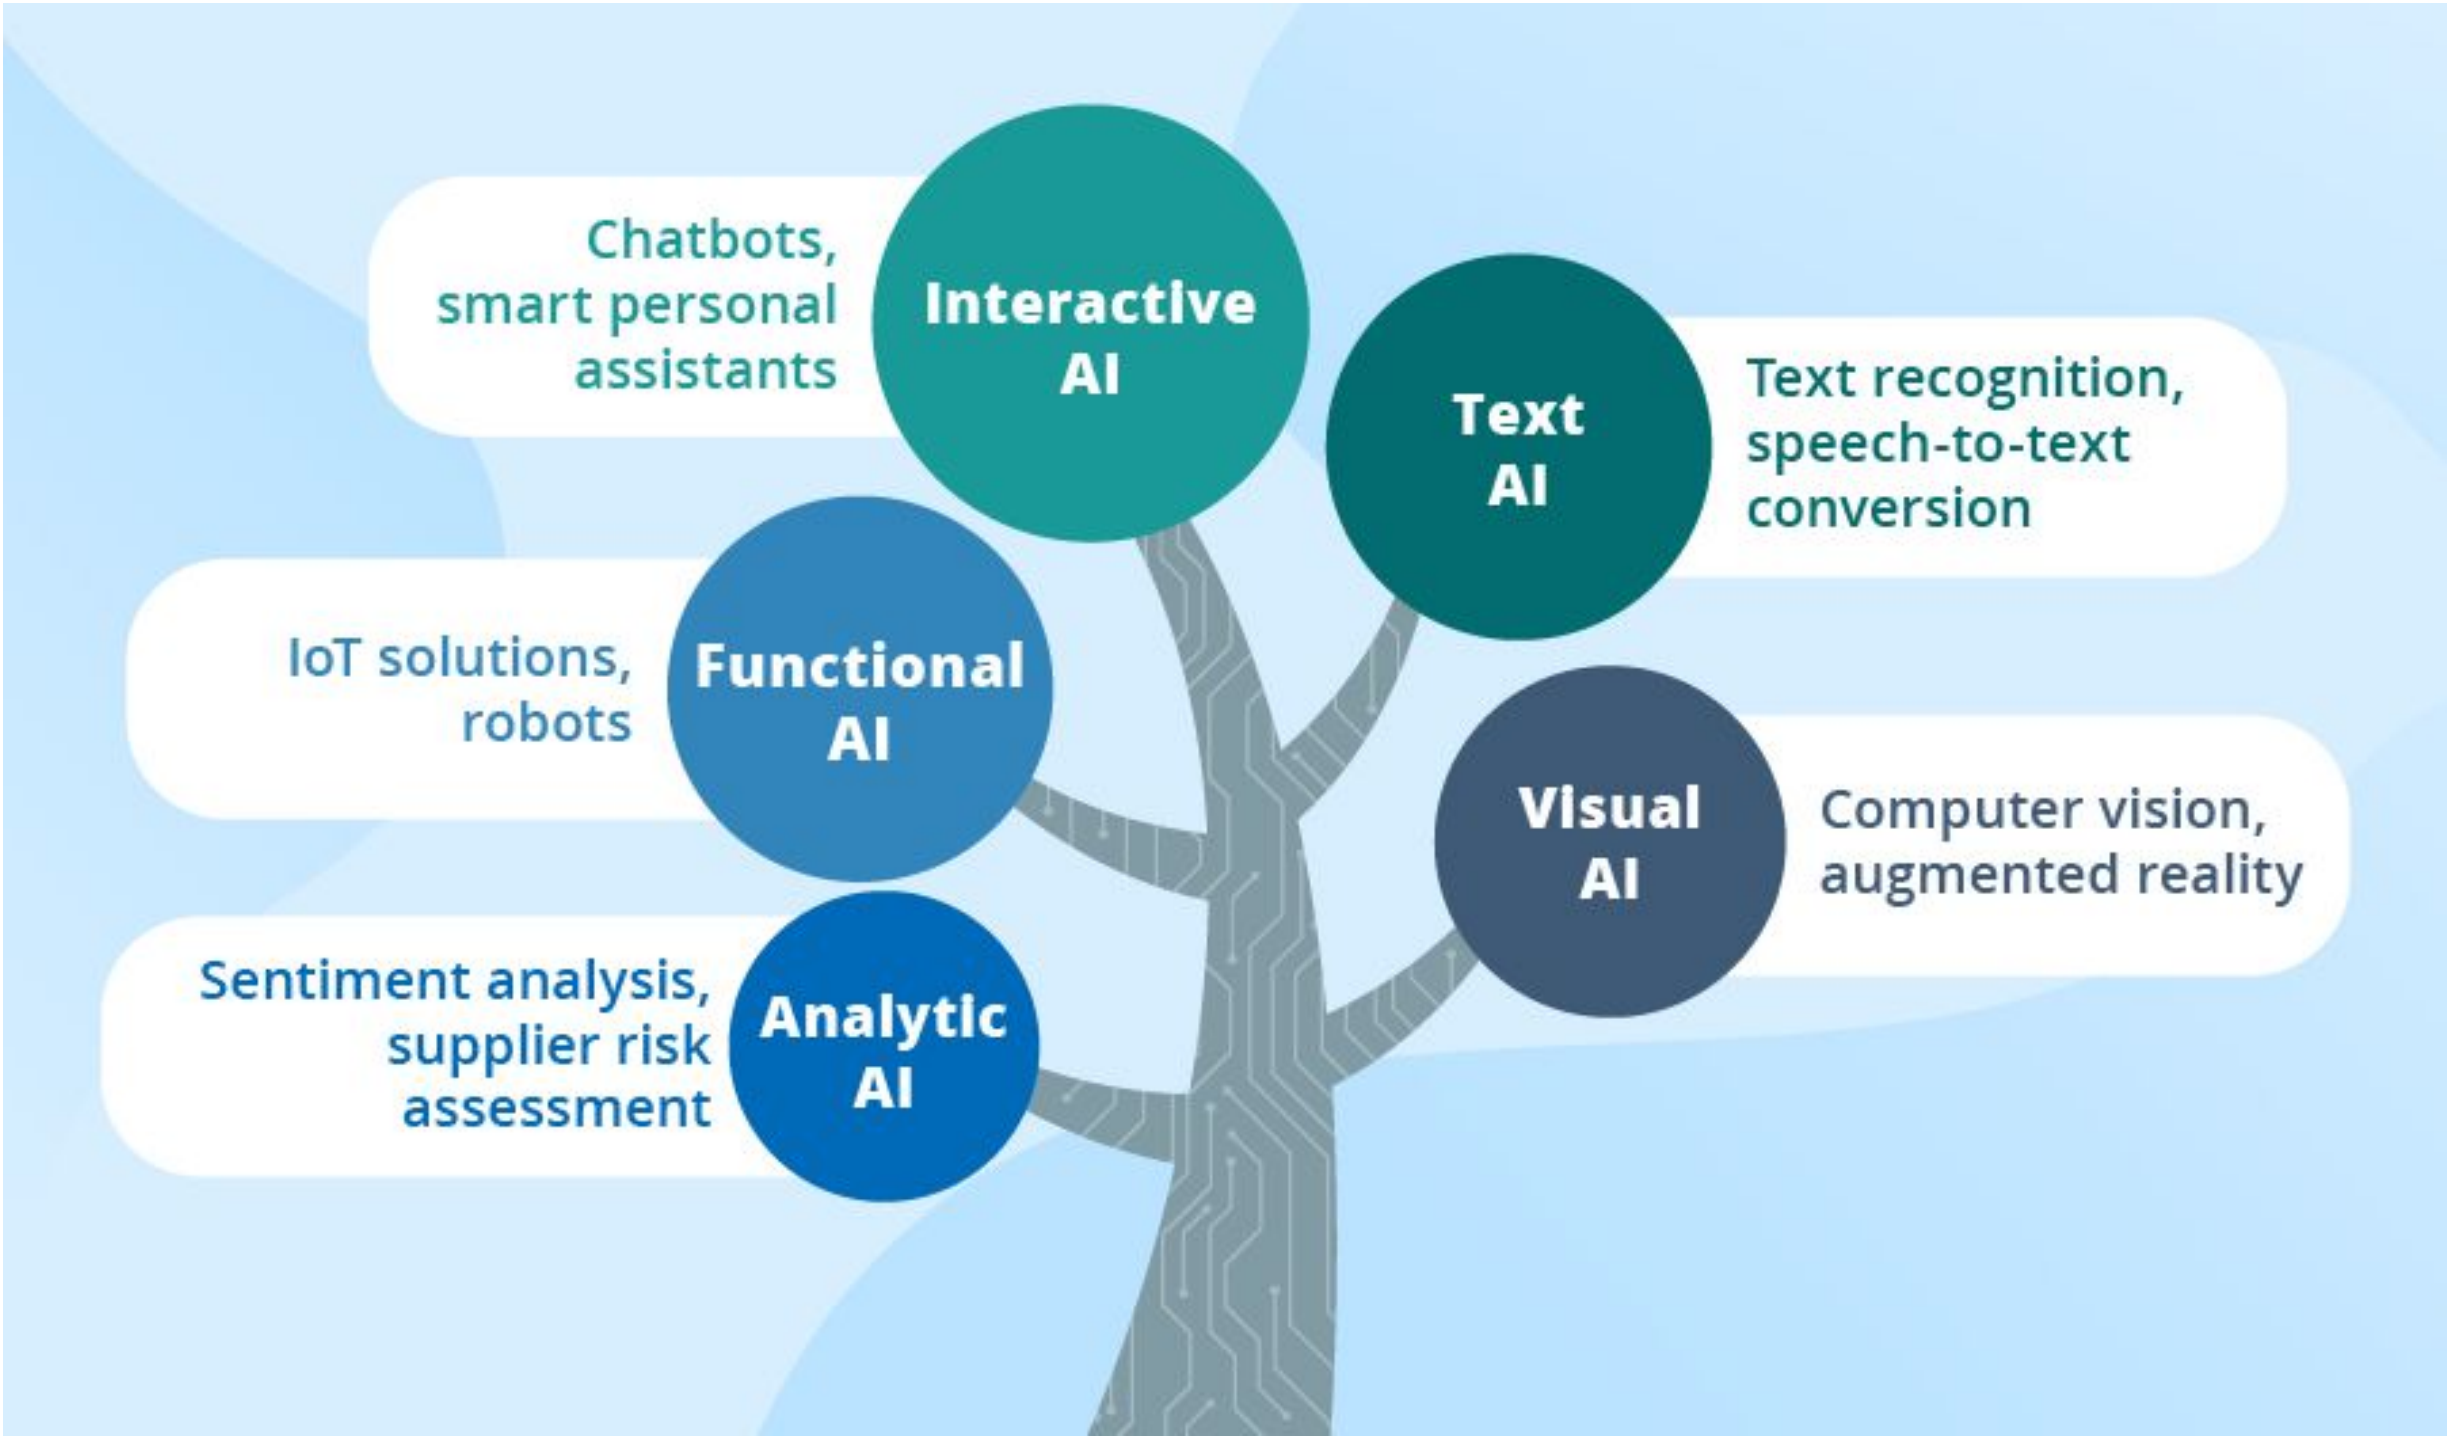 Chatbots,
smart personal
assistants
Interactive
AI
Text
AI
Text recognition,
speech-to-text
conversion
IoT solutions,
robots
Functional
AI
Visual
AI
Computer vision,
augmented reality
Sentiment analysis,
supplier risk
assessment
Analytic
AI